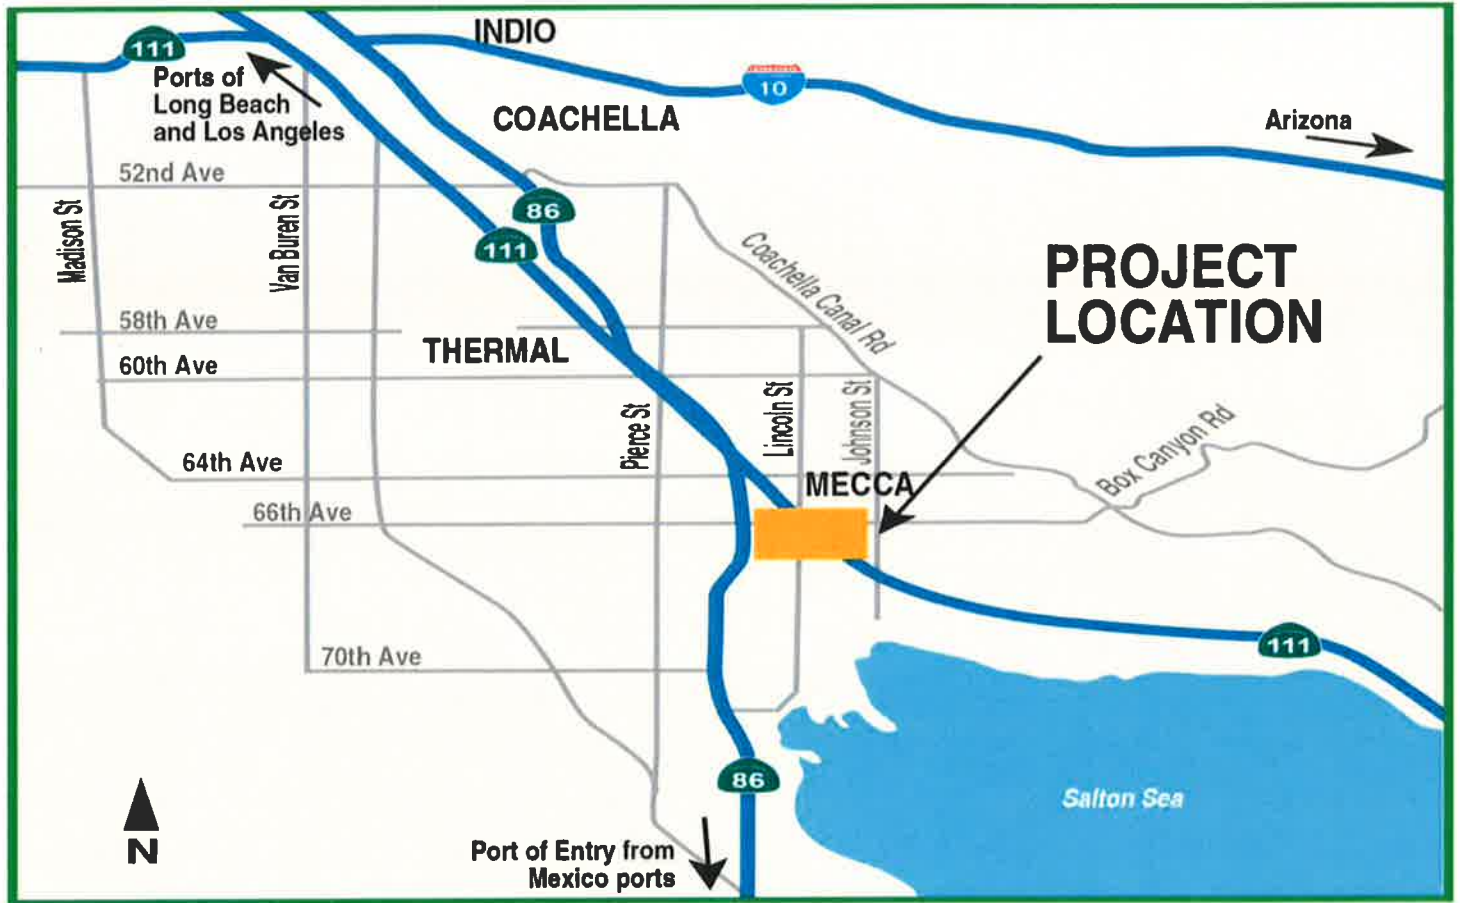 INDIO
111
Ports of
Long Beach
and Los Angeles
10
COACHELLA
Arizona
52nd Ave
Madison St
Van Buren St
86
111
Coachella Canal Rd
PROJECT
LOCATION
58th Ave
THERMAL
60th Ave
Pierce St
Lincoln St
Johnson St
64th Ave
MECCA
Box Canyon Rd
66th Ave
111
70th Ave
86
Salton Sea
N
Port of Entry from
Mexico ports